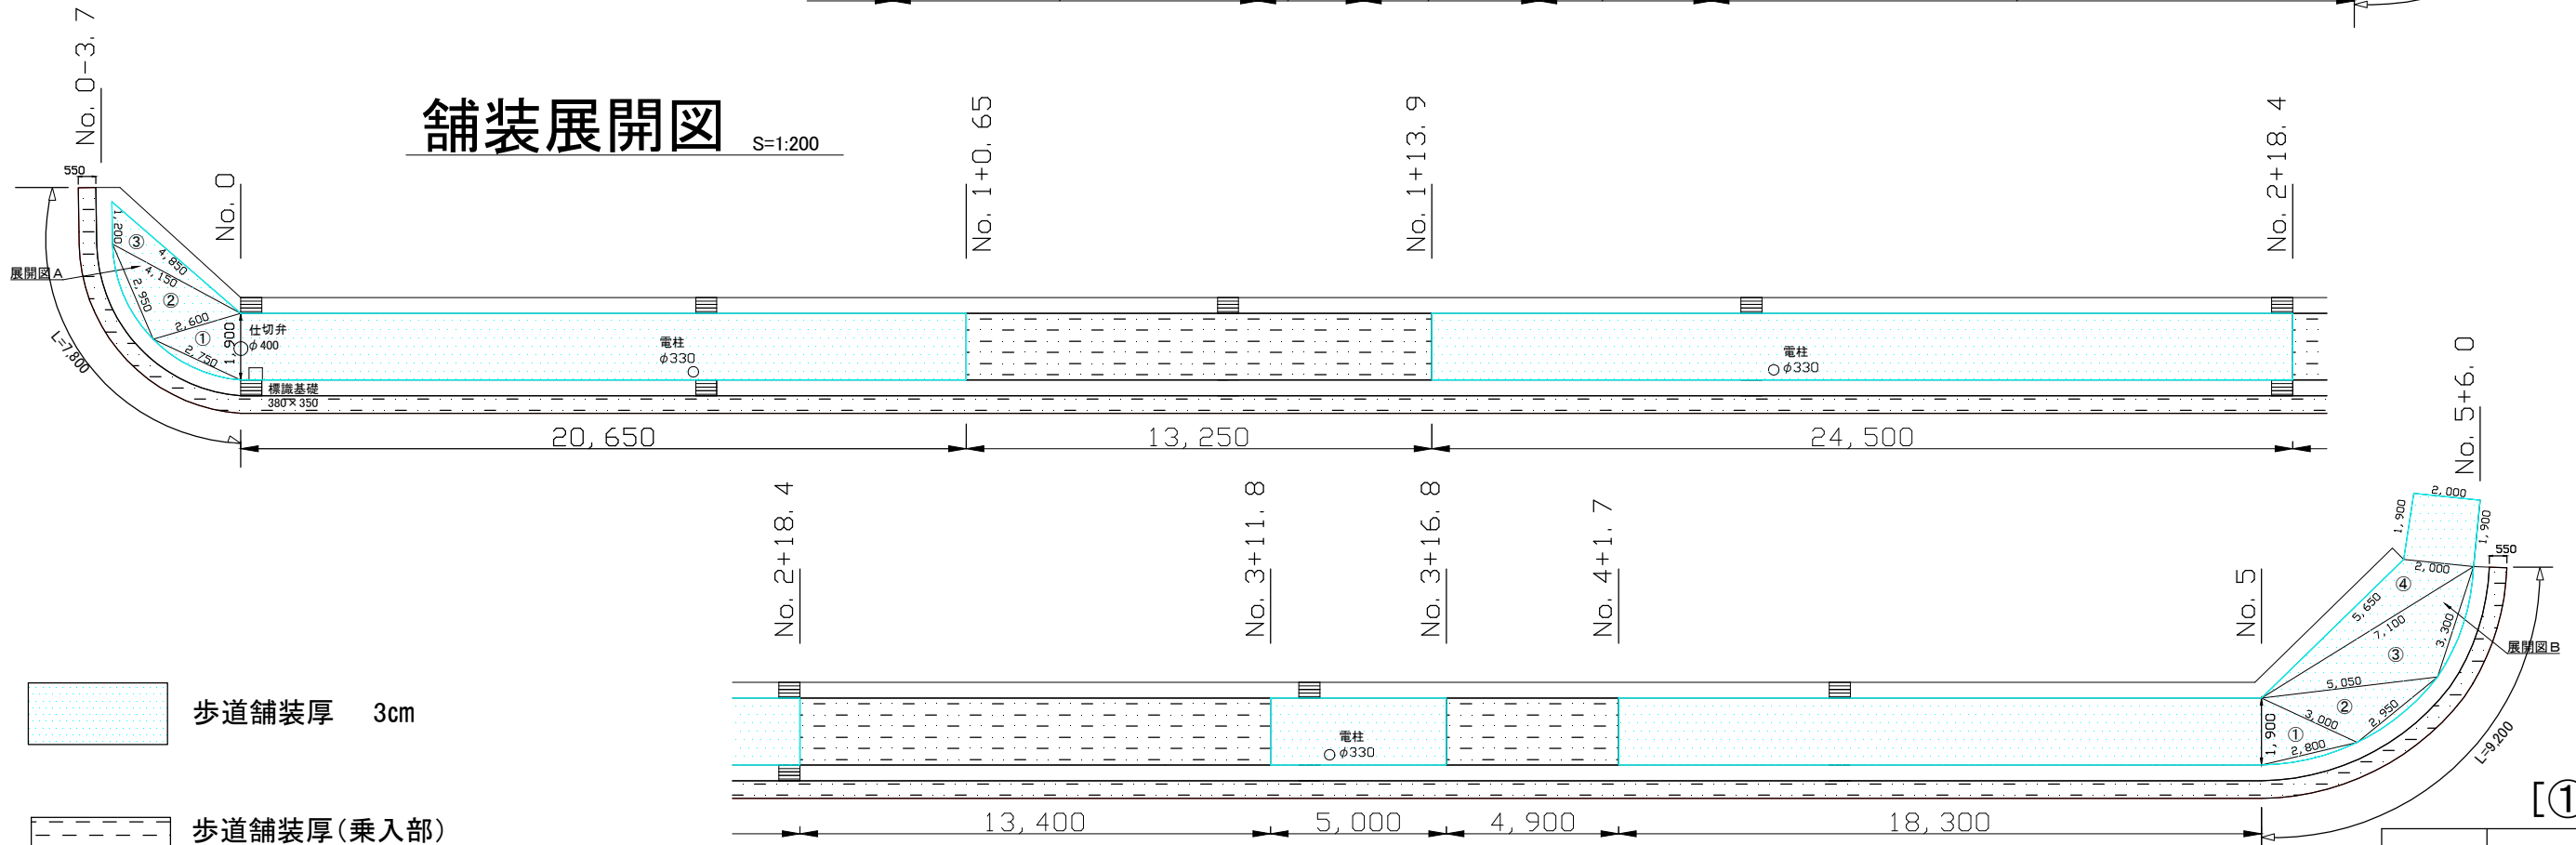 舗装展開図 S=1:200
No. 0-3. 7
No. 0
No. 1+0. 65
No. 1+13. 9
No. 2+18. 4
550
1,200
③
4,850
展開図A
4,150
2,950
②
2,600
①
2,750
1,900
仕切弁
φ400
標識基礎
380×350
電柱
φ330
電柱
φ330
L=7,800
20,650
13,250
24,500
No. 2+18. 4
No. 3+11. 8
No. 3+16. 8
No. 4+1. 7
No. 5
No. 5+6. 0
2,000
1,900
1,900
550
2,000
④
5,650
7,100
3,300
③
展開図B
5,050
②
3,000
2,950
①
2,800
1,900
電柱
φ330
L=9,200
13,400
5,000
4,900
18,300
歩道舗装厚 3cm
歩道舗装厚(乗入部)
[①